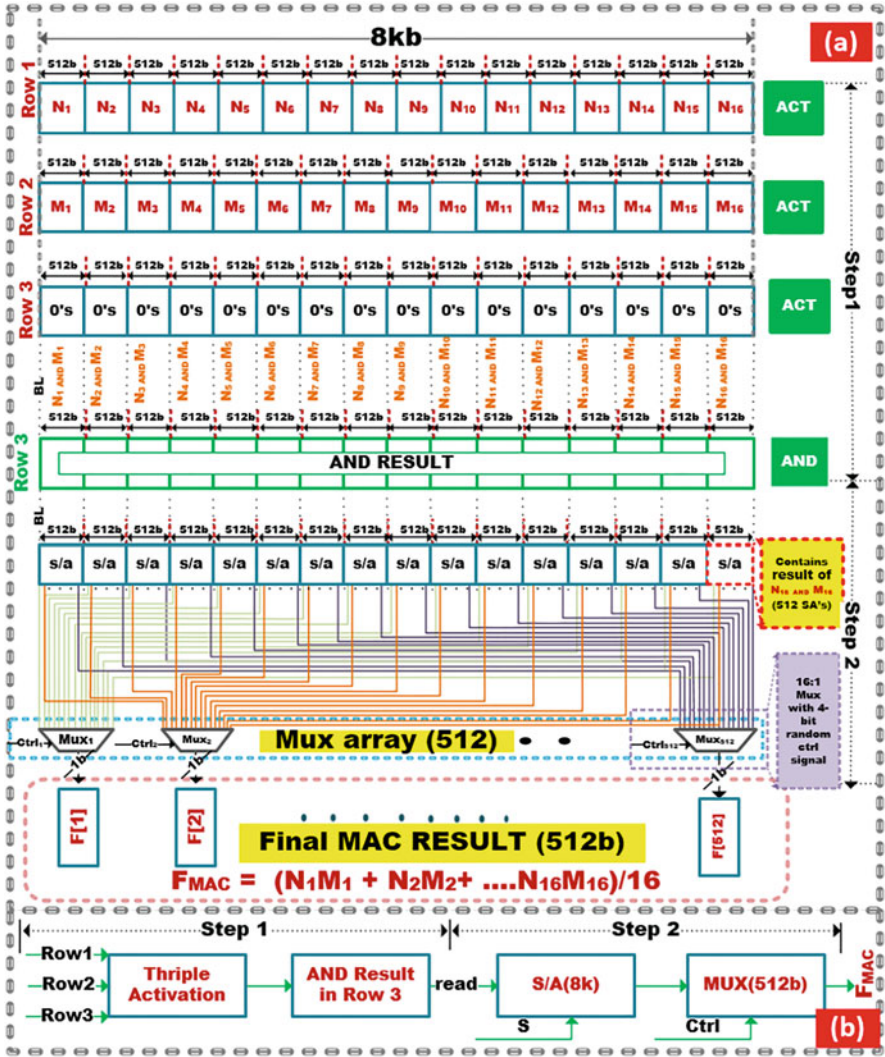 (a)
8kb
512b 512b 512b 512b 512b 512b 512b 512b 512b 512b 512b 512b 512b 512b 512b 512b
Row 1
N1 N2 N3 N4 N5 N6 N7 N8 N9 N10 N11 N12 N13 N14 N15 N16
ACT
512b 512b 512b 512b 512b 512b 512b 512b 512b 512b 512b 512b 512b 512b 512b 512b
Row 2
M1 M2 M3 M4 M5 M6 M7 M8 M9 M10 M11 M12 M13 M14 M15 M16
ACT
512b 512b 512b 512b 512b 512b 512b 512b 512b 512b 512b 512b 512b 512b 512b 512b
Row 3
0's 0's 0's 0's 0's 0's 0's 0's 0's 0's 0's 0's 0's 0's 0's 0's
ACT
Step1
BL
N1 AND M1
N2 AND M2
N3 AND M3
N4 AND M4
N5 AND M5
N6 AND M6
N7 AND M7
N8 AND M8
N9 AND M9
N10 AND M10
N11 AND M11
N12 AND M12
N13 AND M13
N14 AND M14
N15 AND M15
N16 AND M16
512b 512b 512b 512b 512b 512b 512b 512b 512b 512b 512b 512b 512b 512b 512b 512b
Row 3
AND RESULT
AND
BL
512b 512b 512b 512b 512b 512b 512b 512b 512b 512b 512b 512b 512b 512b 512b 512b
s/a s/a s/a s/a s/a s/a s/a s/a s/a s/a s/a s/a s/a s/a s/a s/a
Contains
result of
N16 AND M16
(512 SA's)
Step 2
16:1
Mux
with 4-
bit
random
ctrl
signal
Ctrl1 Mux1 Ctrl2 Mux2 Mux array (512) Ctrl512 Mux512
1b 1b 1b
F[1] F[2] F[512]
Final MAC RESULT (512b)
FMAC = (N1M1 + N2M2+ ....N16M16)/16
Step 1 Step 2
Row1
Row2
Row3
Thriple
Activation
AND Result
in Row 3
read
S/A(8k)
MUX(512b)
FMAC
S
Ctrl
(b)